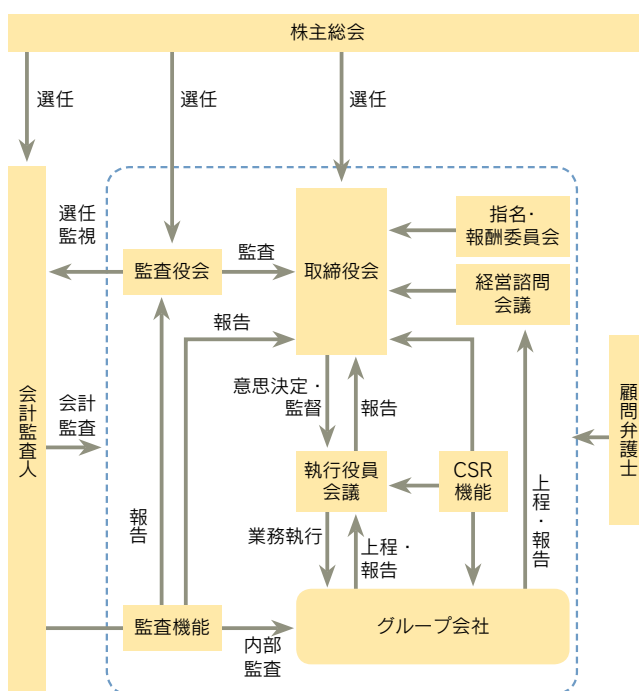 株主総会
選任
選任
選任
選任
監視
監査役会
監査
取締役会
指名・
報酬委員会
経営諮問
会議
報告
意思決定・
監督
報告
会計監査人
会計
監査
顧問弁護士
執行役員
会議
CSR
機能
上程・報告
報告
業務執行
上程・
報告
監査機能
内部
監査
グループ会社